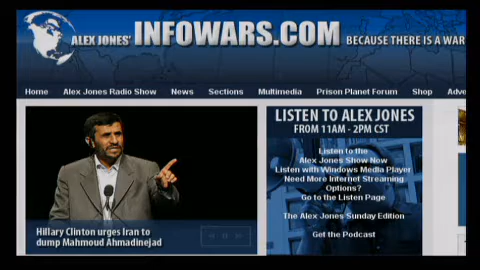 ALEX JONES' INFOWARS.COM BECAUSE THERE IS A WAR
Home Alex Jones Radio Show News Sections Multimedia Prison Planet Forum Shop Adve
LISTEN TO ALEX JONES
FROM 11AM - 2PM CST
Listen to the
Alex Jones Show Now
Listen with Windows Media Player
Need More Internet Streaming
Options?
Go to the Listen Page
The Alex Jones Sunday Edition
Get the Podcast
Hillary Clinton urges Iran to
dump Mahmoud Ahmadinejad